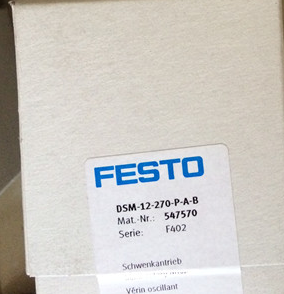 FESTO
DSM-12-270-P-A-B
Mat.-Nr.: 547570
Serie: F402
Schwenkantrieb
Vérin oscillant